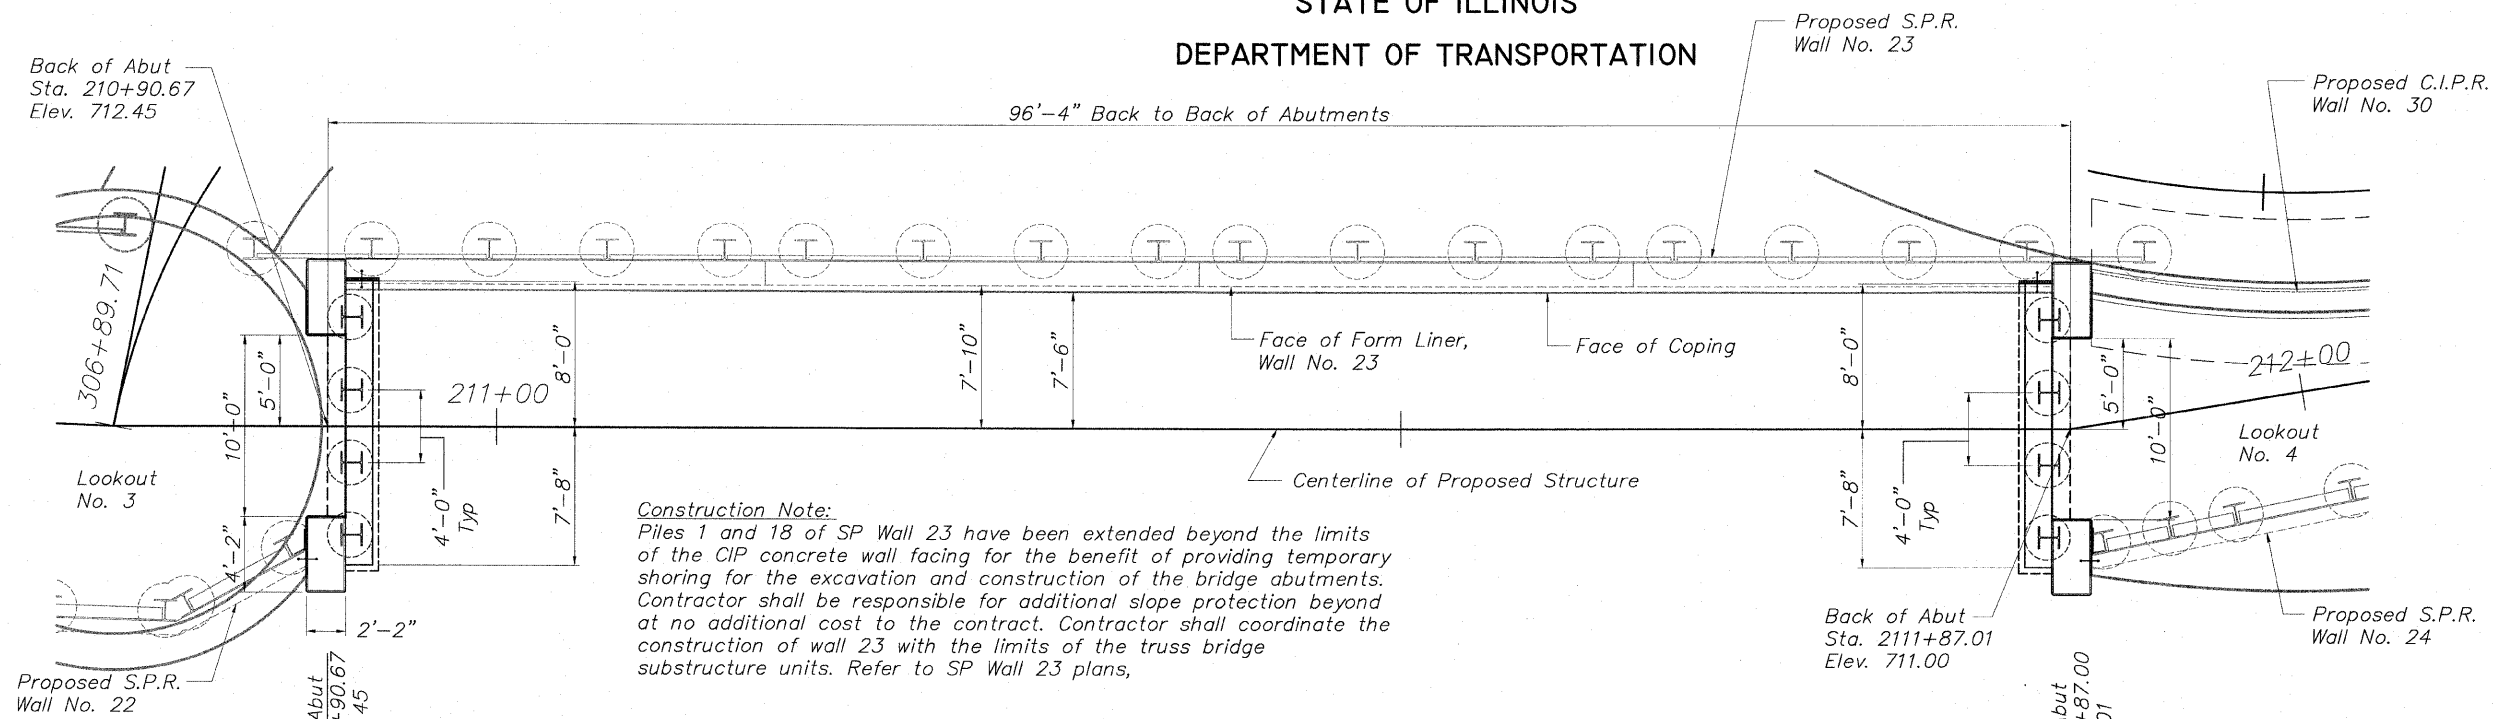 STATE OF ILLINOIS
DEPARTMENT OF TRANSPORTATION
Proposed S.P.R.
Wall No. 23
Back of Abut
Sta. 210+90.67
Elev. 712.45
Proposed C.I.P.R.
Wall No. 30
96'-4" Back to Back of Abutments
306+89.71
10'-0"
5'-0"
8'-0"
211+00
7'-10"
7'-6"
Face of Form Liner,
Wall No. 23
Face of Coping
8'-0"
5'-0"
10'-0"
212+00
Lookout
No. 3
4'-2"
4'-0"
Typ
7'-8"
Centerline of Proposed Structure
7'-8"
4'-0"
Typ
Lookout
No. 4
Construction Note:
Piles 1 and 18 of SP Wall 23 have been extended beyond the limits
of the CIP concrete wall facing for the benefit of providing temporary
shoring for the excavation and construction of the bridge abutments.
Contractor shall be responsible for additional slope protection beyond
at no additional cost to the contract. Contractor shall coordinate the
construction of wall 23 with the limits of the truss bridge
substructure units. Refer to SP Wall 23 plans,
2'-2"
Proposed S.P.R.
Wall No. 22
Abut
+90.67
45
Back of Abut
Sta. 2111+87.01
Elev. 711.00
Proposed S.P.R.
Wall No. 24
but
+87.00
01